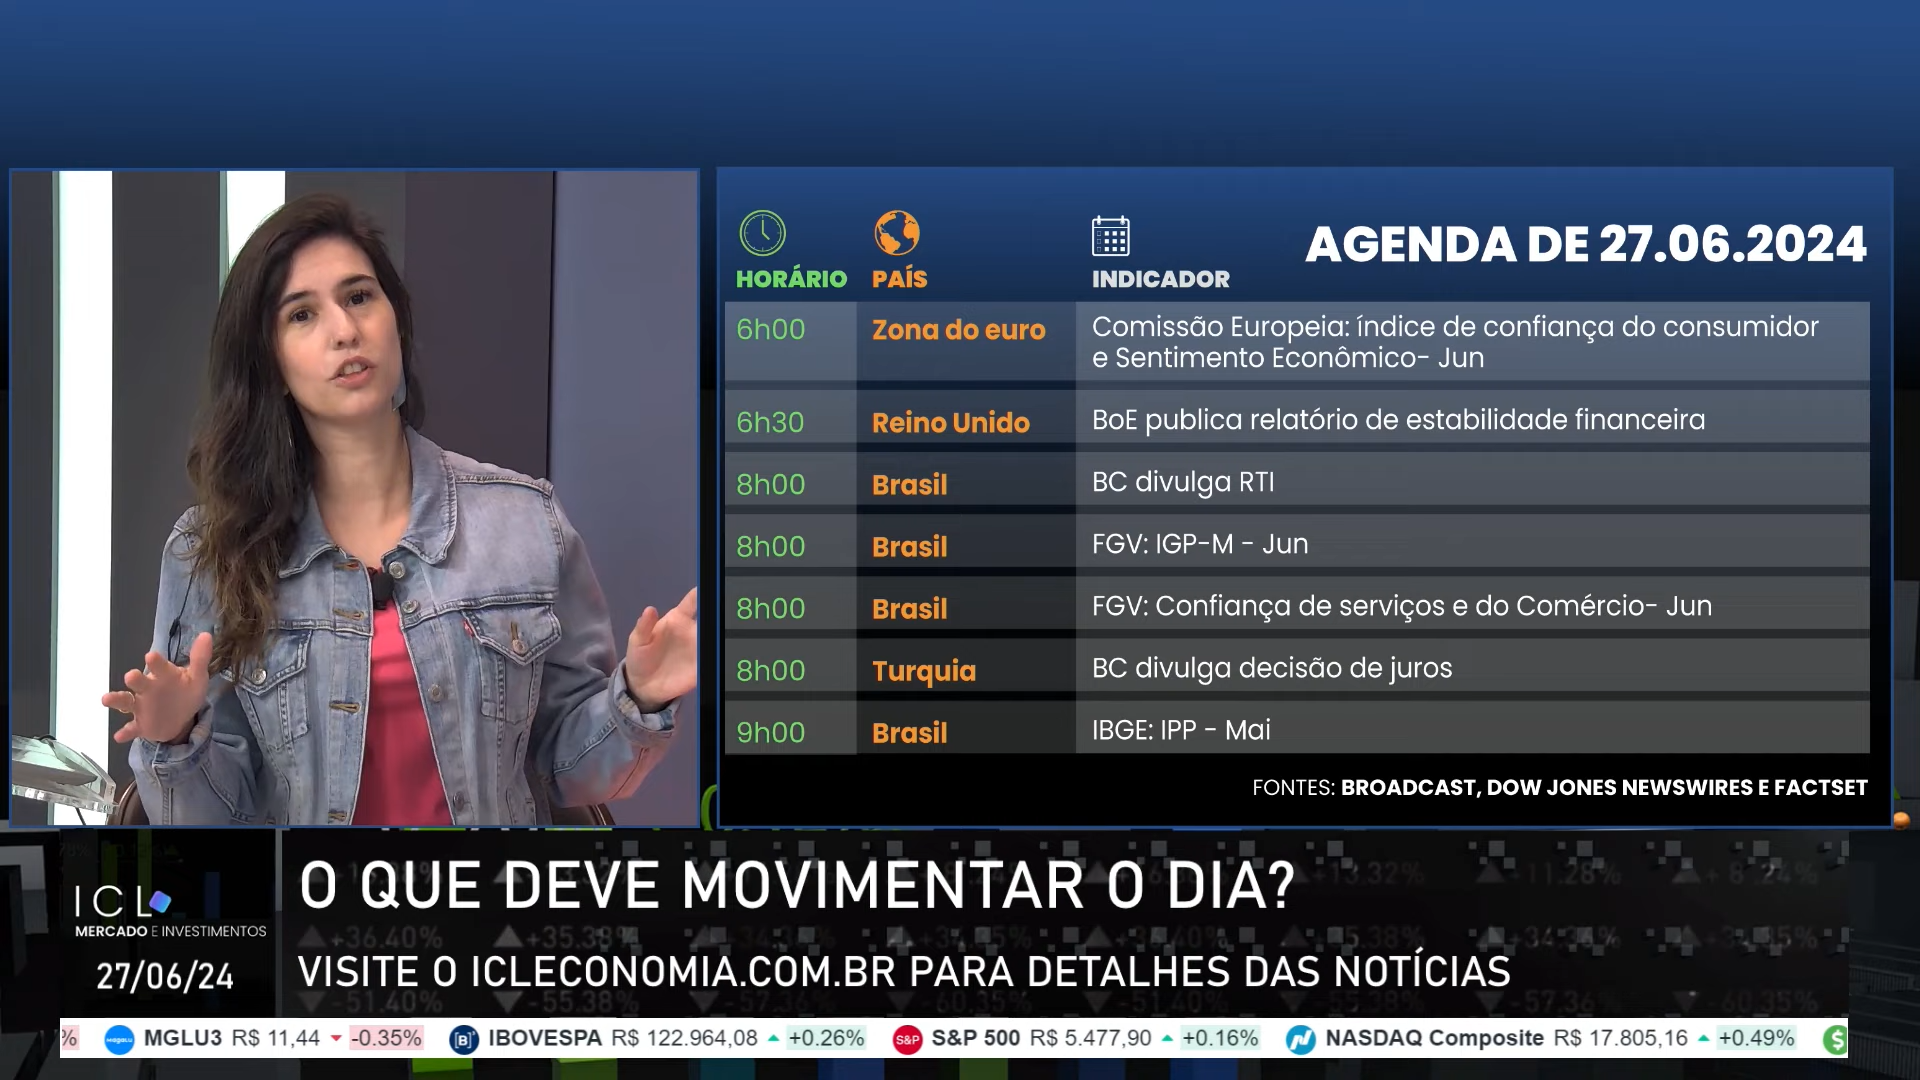 AGENDA DE 27.06.2024
HORÁRIO PAÍS INDICADOR
6h00 Zona do euro Comissão Europeia: índice de confiança do consumidor
e Sentimento Econômico- Jun
6h30 Reino Unido BoE publica relatório de estabilidade financeira
8h00 Brasil BC divulga RTI
8h00 Brasil FGV: IGP-M - Jun
8h00 Brasil FGV: Confiança de serviços e do Comércio- Jun
8h00 Turquia BC divulga decisão de juros
9h00 Brasil IBGE: IPP - Mai
FONTES: BROADCAST, DOW JONES NEWSWIRES E FACTSET
ICL
MERCADO E INVESTIMENTOS
27/06/24
O QUE DEVE MOVIMENTAR O DIA?
VISITE O ICLECONOMIA.COM.BR PARA DETALHES DAS NOTÍCIAS
% MGLU3 R$ 11,44 -0.35% IBOVESPA R$ 122.964,08 +0.26% S&P S&P 500 R$ 5.477,90 +0.16% NASDAQ Composite R$ 17.805,16 +0.49% $